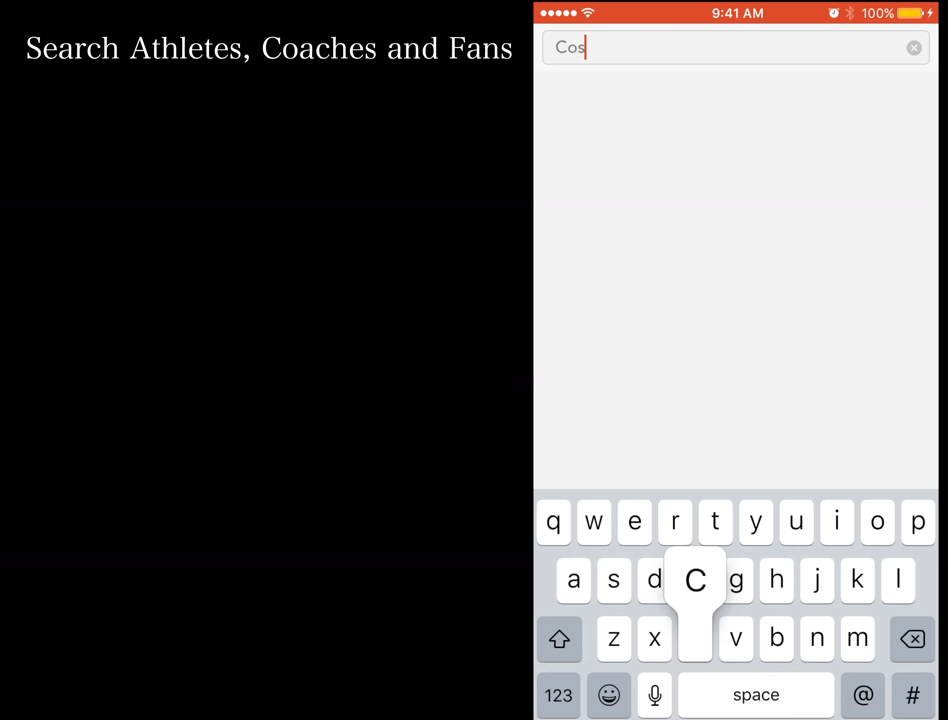 Search Athletes, Coaches and Fans
9:41 AM 100%
Cos
q w e r t y u i o p
a s d C g h j k l
z x v b n m
123 space @ #